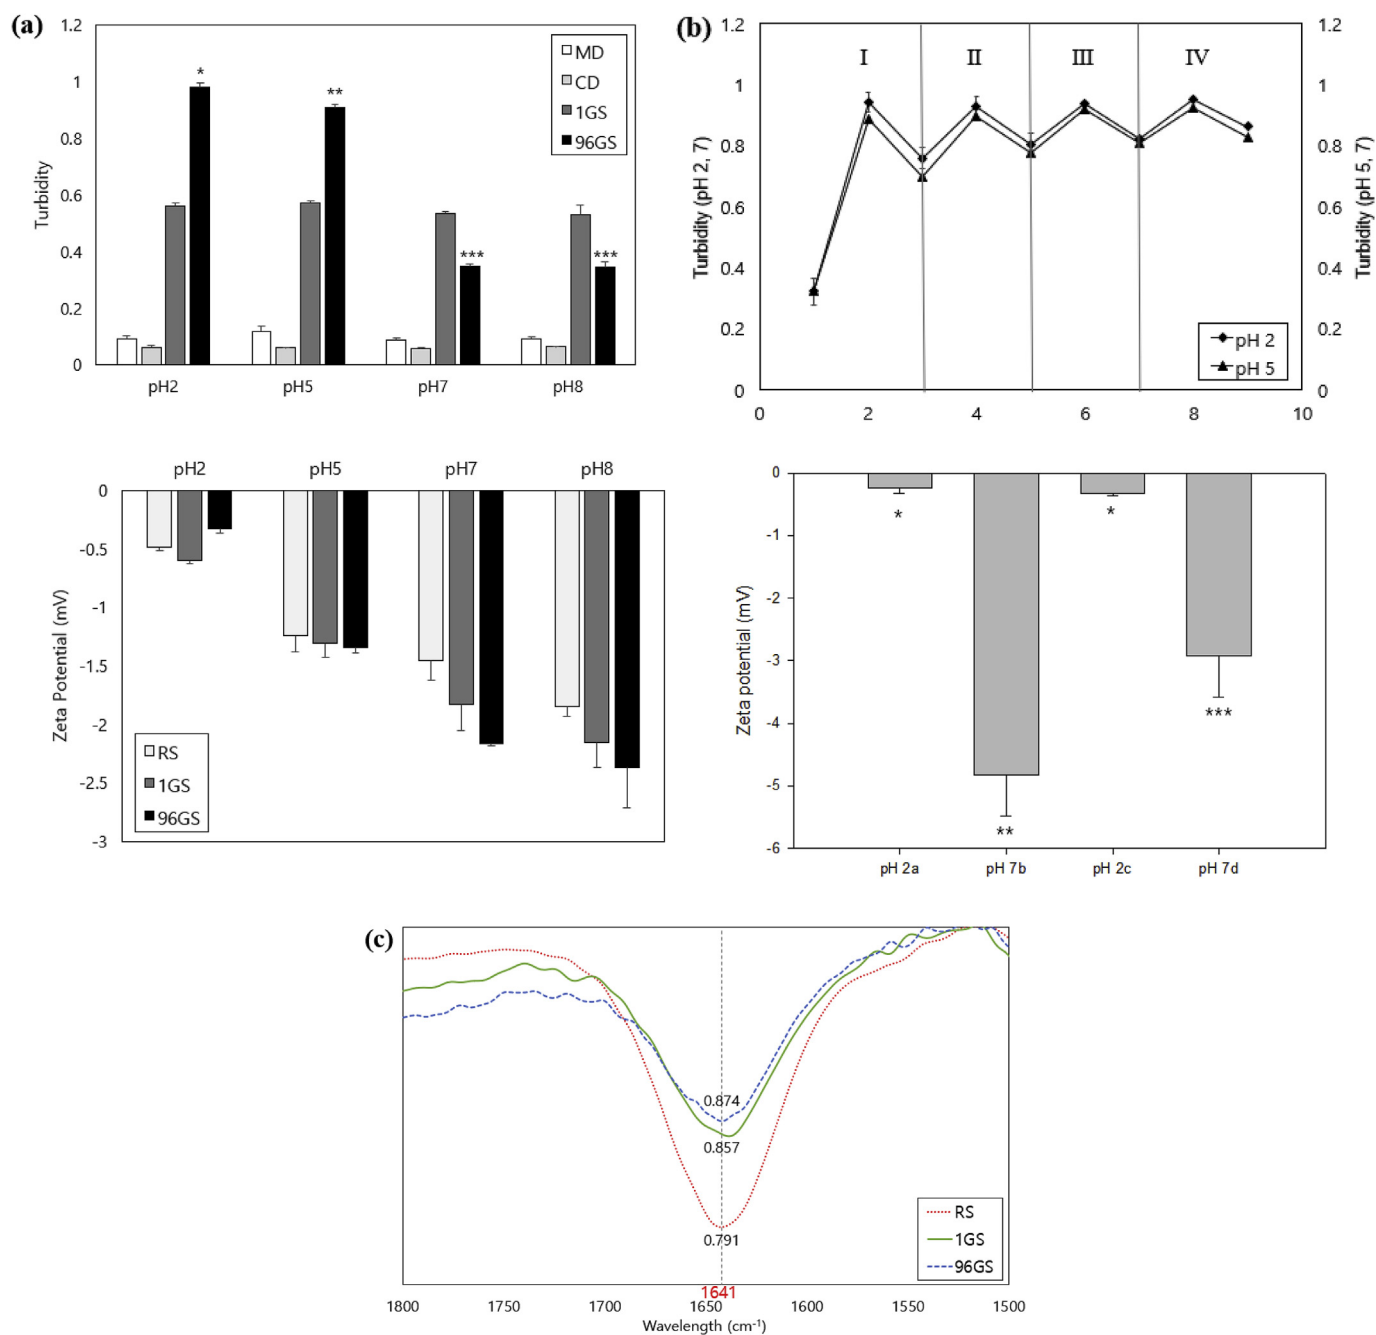 (a)
1.2
1
0.8
0.6
0.4
0.2
0
Turbidity
MD
CD
1GS
96GS
*
**
***
***
pH2 pH5 pH7 pH8
(b)
1.2
1
0.8
0.6
0.4
0.2
0
Turbidity (pH 2, 7)
I II III IV
pH 2
pH 5
1.2
1
0.8
0.6
0.4
0.2
0
Turbidity (pH 5, 7)
0 2 4 6 8 10
pH2 pH5 pH7 pH8
0
-0.5
-1
-1.5
-2
-2.5
-3
Zeta Potential (mV)
RS
1GS
96GS
0
-1
-2
-3
-4
-5
-6
Zeta potential (mV)
*
**
*
***
pH 2a pH 7b pH 2c pH 7d
(c)
0.874
0.857
0.791
RS
1GS
96GS
1641
1800 1750 1700 1650 1600 1550 1500
Wavelength (cm-1)